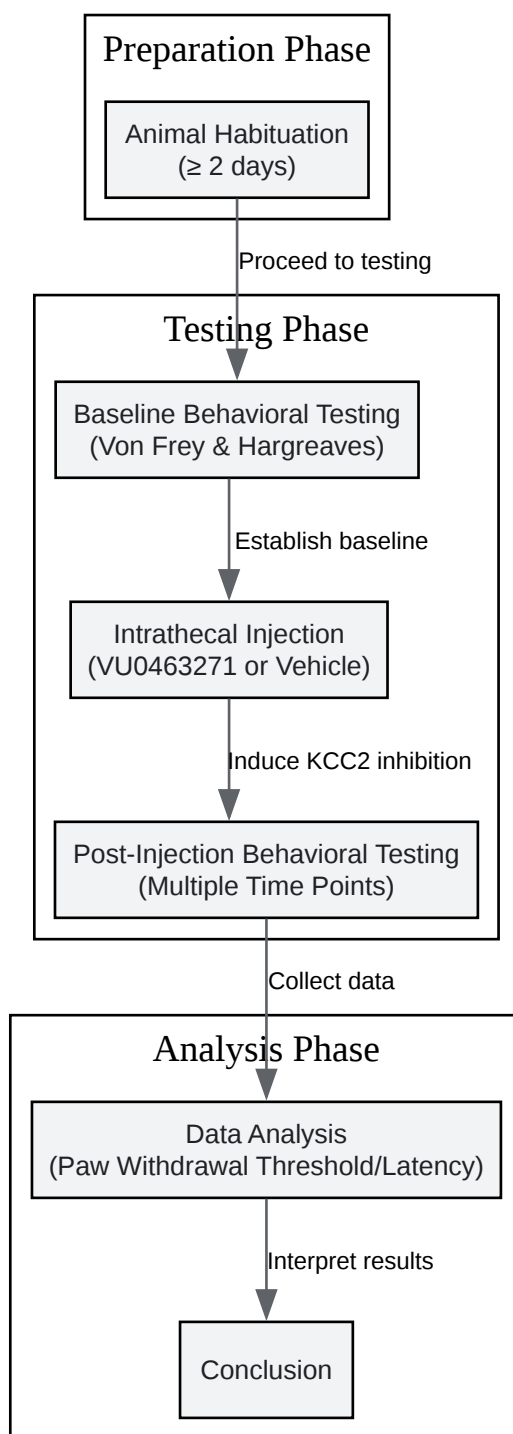 Preparation Phase
Animal Habituation
(≥ 2 days)
Proceed to testing
Testing Phase
Baseline Behavioral Testing
(Von Frey & Hargreaves)
Establish baseline
Intrathecal Injection
(VU0463271 or Vehicle)
Induce KCC2 inhibition
Post-Injection Behavioral Testing
(Multiple Time Points)
Collect data
Analysis Phase
Data Analysis
(Paw Withdrawal Threshold/Latency)
Interpret results
Conclusion